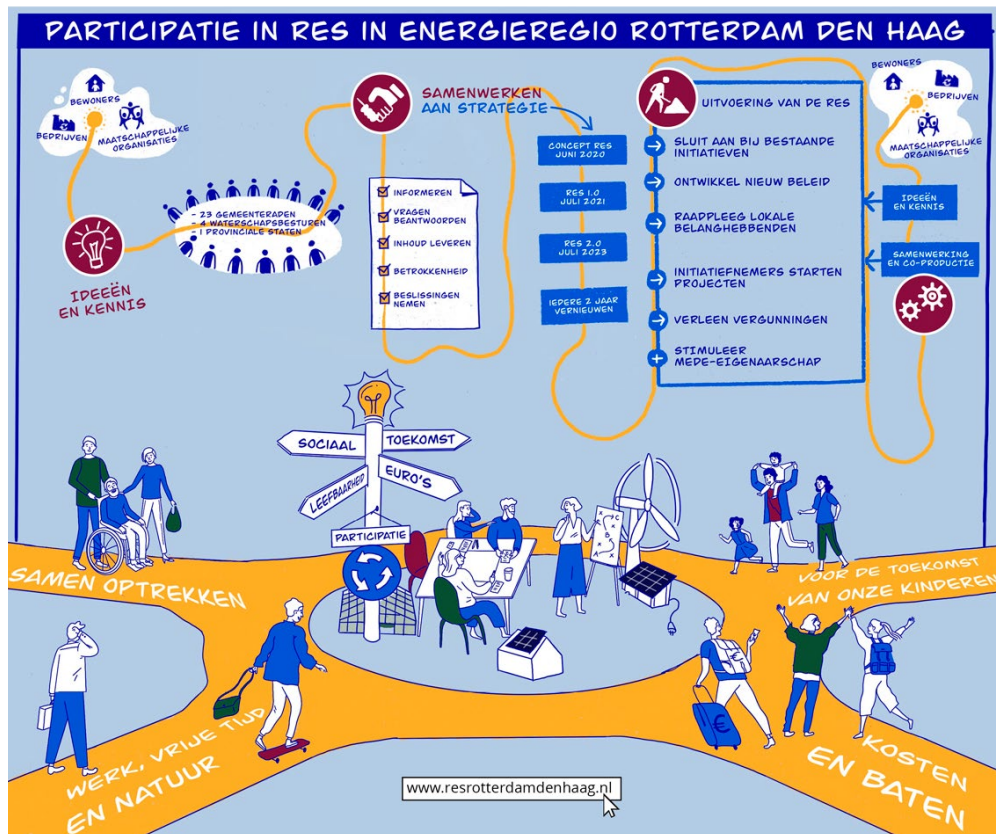 PARTICIPATIE IN RES IN ENERGIEREGIO ROTTERDAM DEN HAAG
BEWONERS
BEDRIJVEN
MAATSCHAPPELIJKE
ORGANISATIES
IDEEËN
EN KENNIS
- 23 GEMEENTERADEN
- 4 WATERSCHAPSBESTUREN
- 1 PROVINCIALE STATEN
SAMENWERKEN
AAN STRATEGIE
INFORMEREN
VRAGEN
BEANTWOORDEN
INHOUD LEVEREN
BETROKKENHEID
BESLISSINGEN
NEMEN
CONCEPT RES
JUNI 2020
RES 1.0
JULI 2021
RES 2.0
JULI 2023
IEDERE 2 JAAR
VERNIEUWEN
UITVOERING VAN DE RES
SLUIT AAN BIJ BESTAANDE
INITIATIEVEN
ONTWIKKEL NIEUW BELEID
RAADPLEEG LOKALE
BELANGHEBBENDEN
INITIATIEFNEMERS STARTEN
PROJECTEN
VERLEEN VERGUNNINGEN
STIMULEER
MEDE-EIGENAARSCHAP
BEWONERS
BEDRIJVEN
MAATSCHAPPELIJKE
ORGANISATIES
IDEEËN
EN KENNIS
SAMENWERKING
EN CO-PRODUCTIE
SOCIAAL
TOEKOMST
LEEFBAARHEID
EURO'S
PARTICIPATIE
SAMEN OPTREKKEN
VOOR DE TOEKOMST
VAN ONZE KINDEREN
WERK, VRIJE TIJD
EN NATUUR
€
KOSTEN
EN BATEN
www.resrotterdamdenhaag.nl